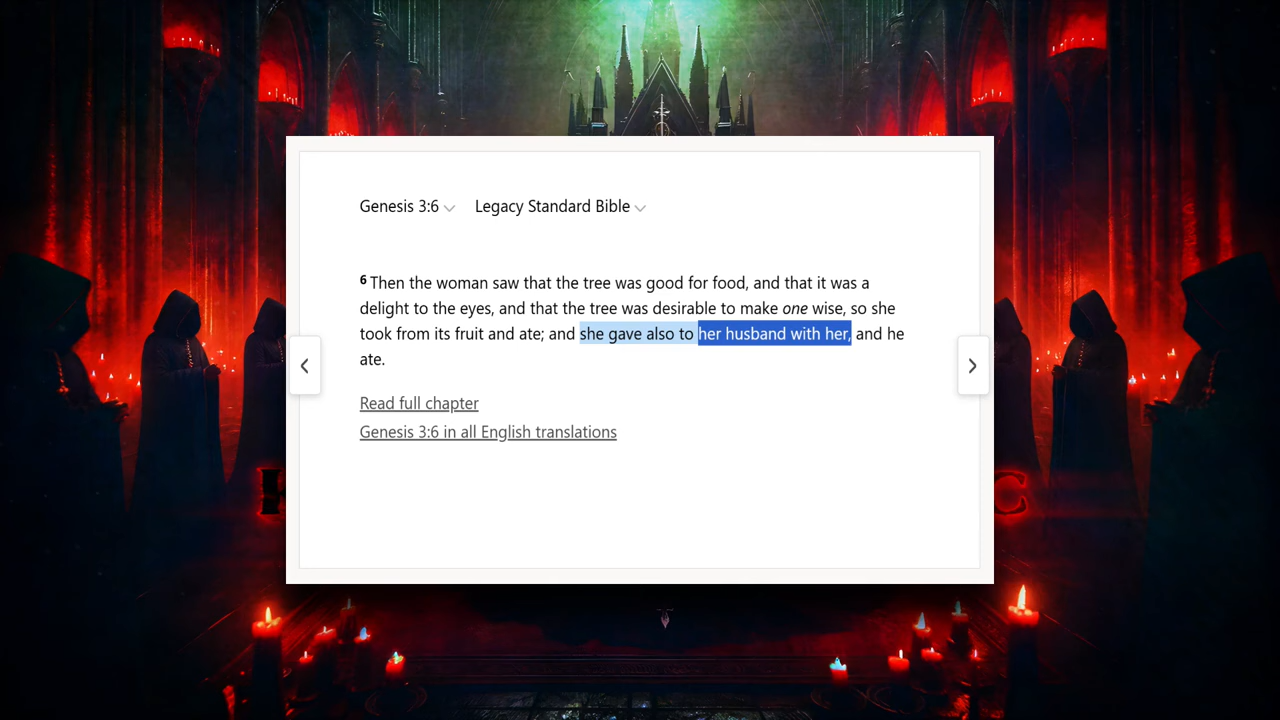 Genesis 3:6 Legacy Standard Bible
6 Then the woman saw that the tree was good for food, and that it was a
delight to the eyes, and that the tree was desirable to make one wise, so she
took from its fruit and ate; and she gave also to her husband with her, and he
ate.
Read full chapter
Genesis 3:6 in all English translations